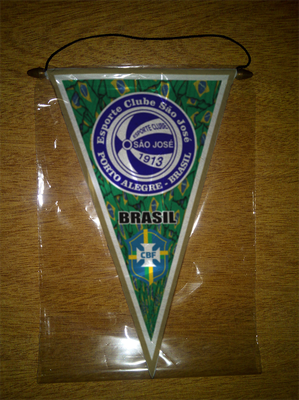 Esporte Clube São José
ESPORTE CLUBE
SÃO JOSÉ
1913
PORTO ALEGRE - BRASIL
BRASIL
CBF